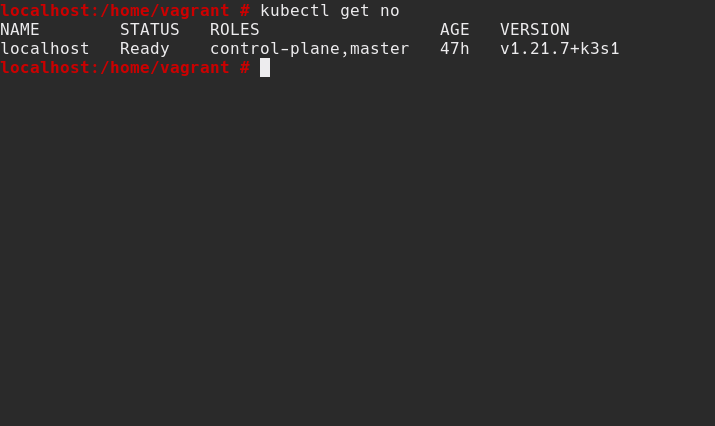 localhost:/home/vagrant # kubectl get no
NAME        STATUS   ROLES                  AGE   VERSION
localhost   Ready    control-plane,master   47h   v1.21.7+k3s1
localhost:/home/vagrant #